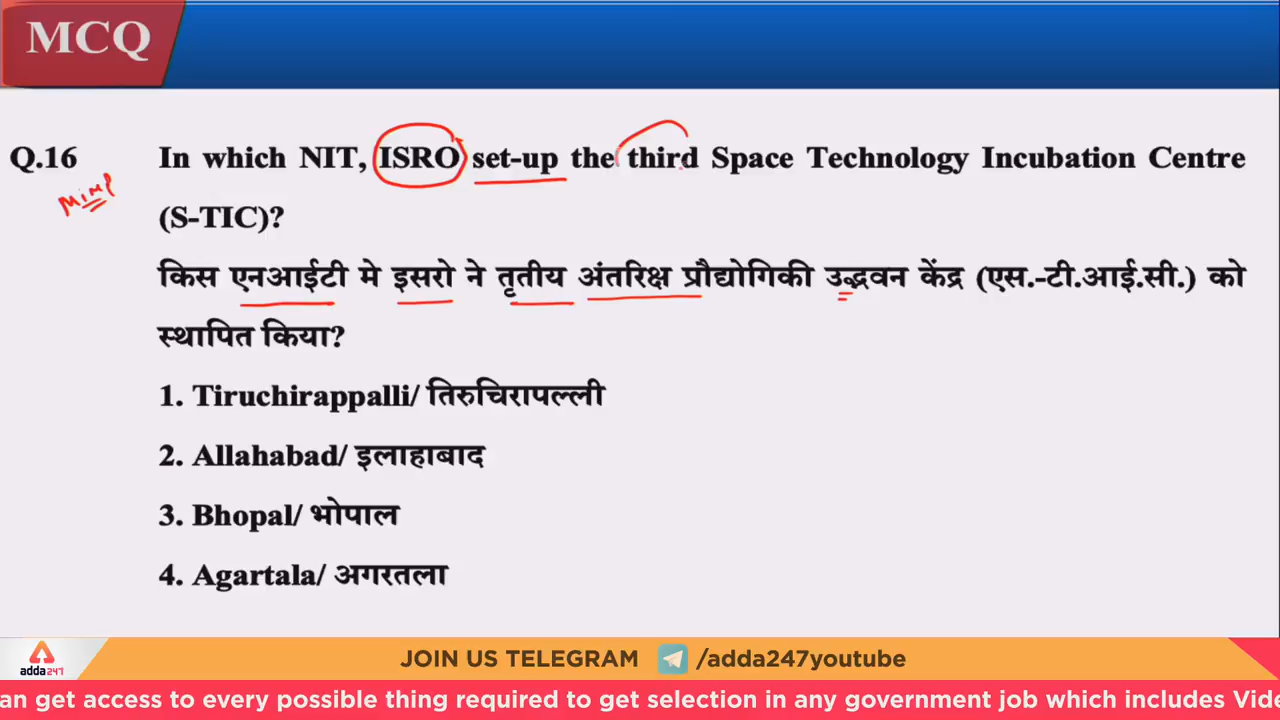 MCQ
Q.16 In which NIT, ISRO set-up the third Space Technology Incubation Centre
M.imp
(S-TIC)?
किस एनआईटी मे इसरो ने तृतीय अंतरिक्ष प्रौद्योगिकी उद्भवन केंद्र (एस.-टी.आई.सी.) को
स्थापित किया?
1. Tiruchirappalli/ तिरुचिरापल्ली
2. Allahabad/ इलाहाबाद
3. Bhopal/ भोपाल
4. Agartala/ अगरतला
adda247
JOIN US TELEGRAM /adda247youtube
an get access to every possible thing required to get selection in any government job which includes Vide